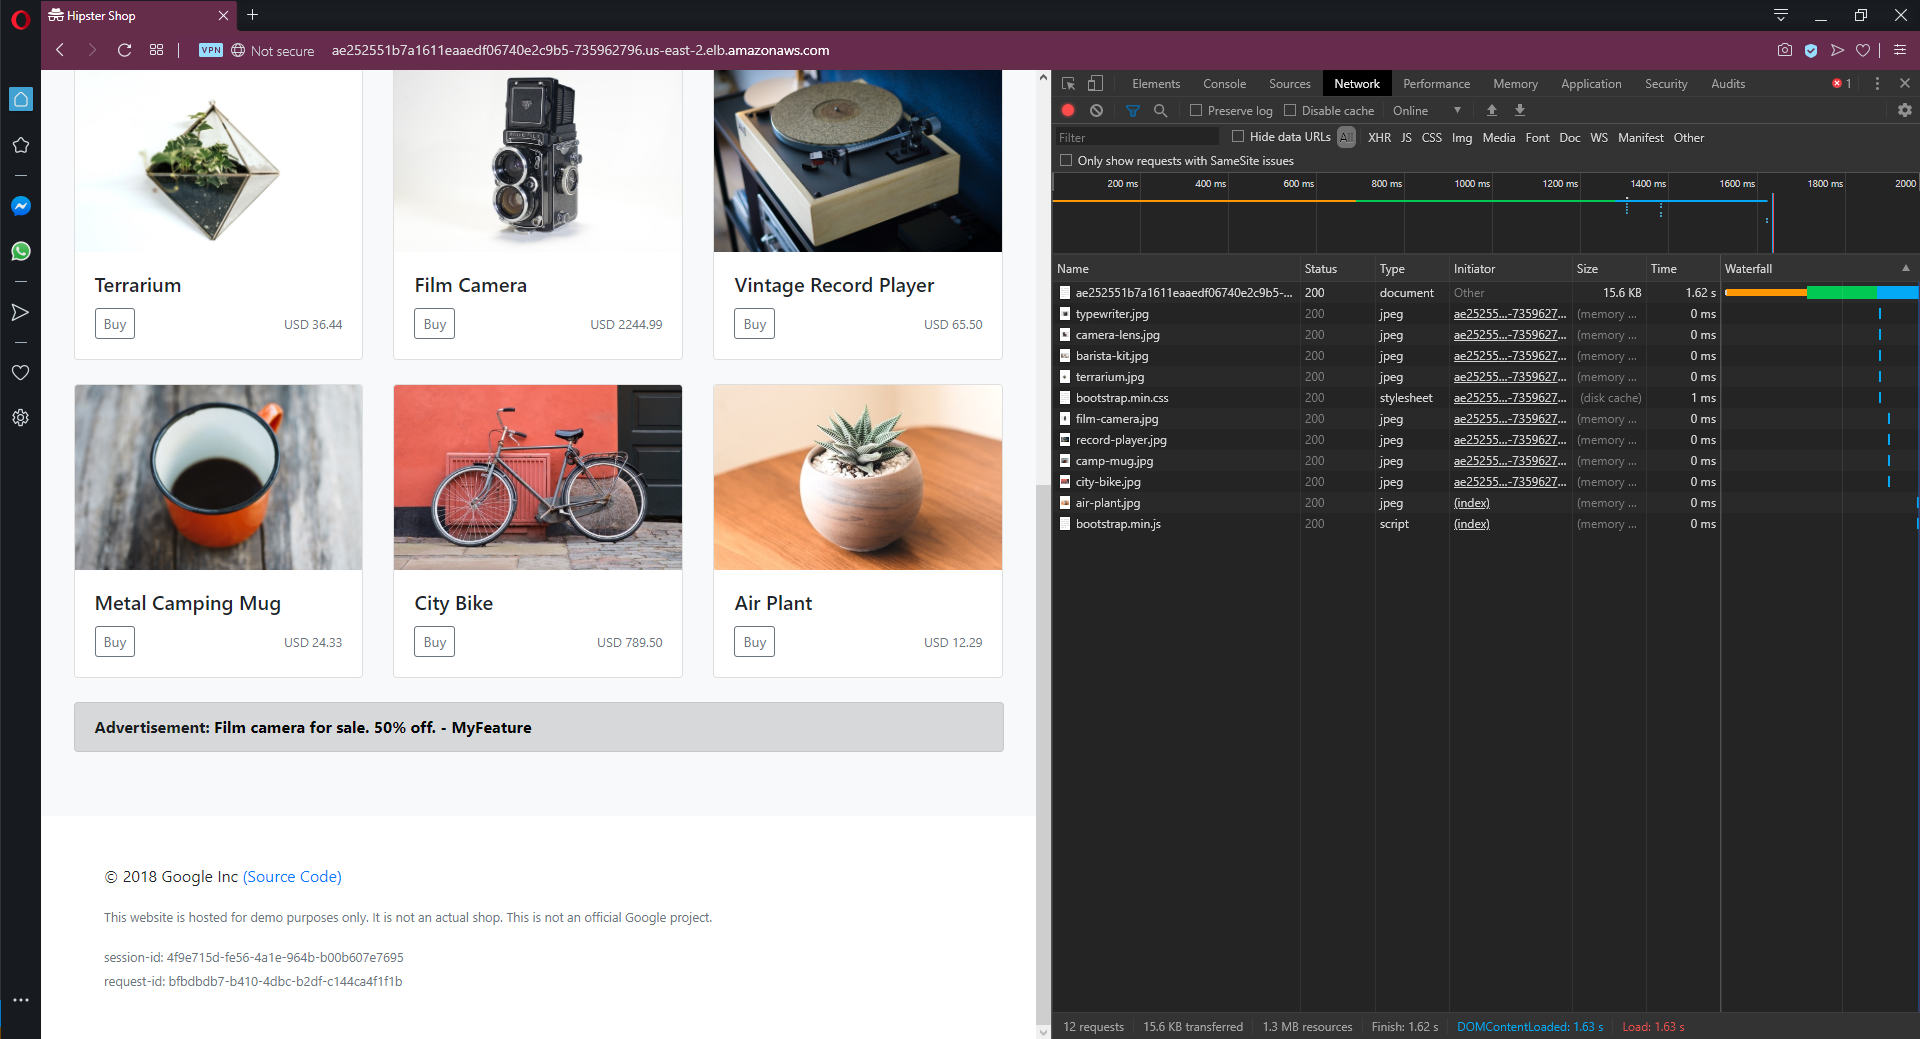 Hipster Shop
VPN Not secure ae252551b7a1611eaaedf06740e2c9b5-735962796.us-east-2.elb.amazonaws.com
Terrarium
Buy USD 36.44
Film Camera
Buy USD 2244.99
Vintage Record Player
Buy USD 65.50
Metal Camping Mug
Buy USD 24.33
City Bike
Buy USD 789.50
Air Plant
Buy USD 12.29
Advertisement: Film camera for sale. 50% off. - MyFeature
© 2018 Google Inc (Source Code)
This website is hosted for demo purposes only. It is not an actual shop. This is not an official Google project.
session-id: 4f9e715d-fe56-4a1e-964b-b00b607e7695
request-id: bfbdbdb7-b410-4dbc-b2df-c144ca4f1f1b
Elements Console Sources Network Performance Memory Application Security Audits 1
Preserve log Disable cache Online
Filter Hide data URLs All XHR JS CSS Img Media Font Doc WS Manifest Other
Only show requests with SameSite issues
200 ms 400 ms 600 ms 800 ms 1000 ms 1200 ms 1400 ms 1600 ms 1800 ms 2000
Name Status Type Initiator Size Time Waterfall
ae252551b7a1611eaaedf06740e2c9b5-... 200 document Other 15.6 KB 1.62 s
typewriter.jpg 200 jpeg ae25255...-7359627... (memory ... 0 ms
camera-lens.jpg 200 jpeg ae25255...-7359627... (memory ... 0 ms
barista-kit.jpg 200 jpeg ae25255...-7359627... (memory ... 0 ms
terrarium.jpg 200 jpeg ae25255...-7359627... (memory ... 0 ms
bootstrap.min.css 200 stylesheet ae25255...-7359627... (disk cache) 1 ms
film-camera.jpg 200 jpeg ae25255...-7359627... (memory ... 0 ms
record-player.jpg 200 jpeg ae25255...-7359627... (memory ... 0 ms
camp-mug.jpg 200 jpeg ae25255...-7359627... (memory ... 0 ms
city-bike.jpg 200 jpeg ae25255...-7359627... (memory ... 0 ms
air-plant.jpg 200 jpeg (index) (memory ... 0 ms
bootstrap.min.js 200 script (index) (memory ... 0 ms
12 requests 15.6 KB transferred 1.3 MB resources Finish: 1.62 s DOMContentLoaded: 1.63 s Load: 1.63 s